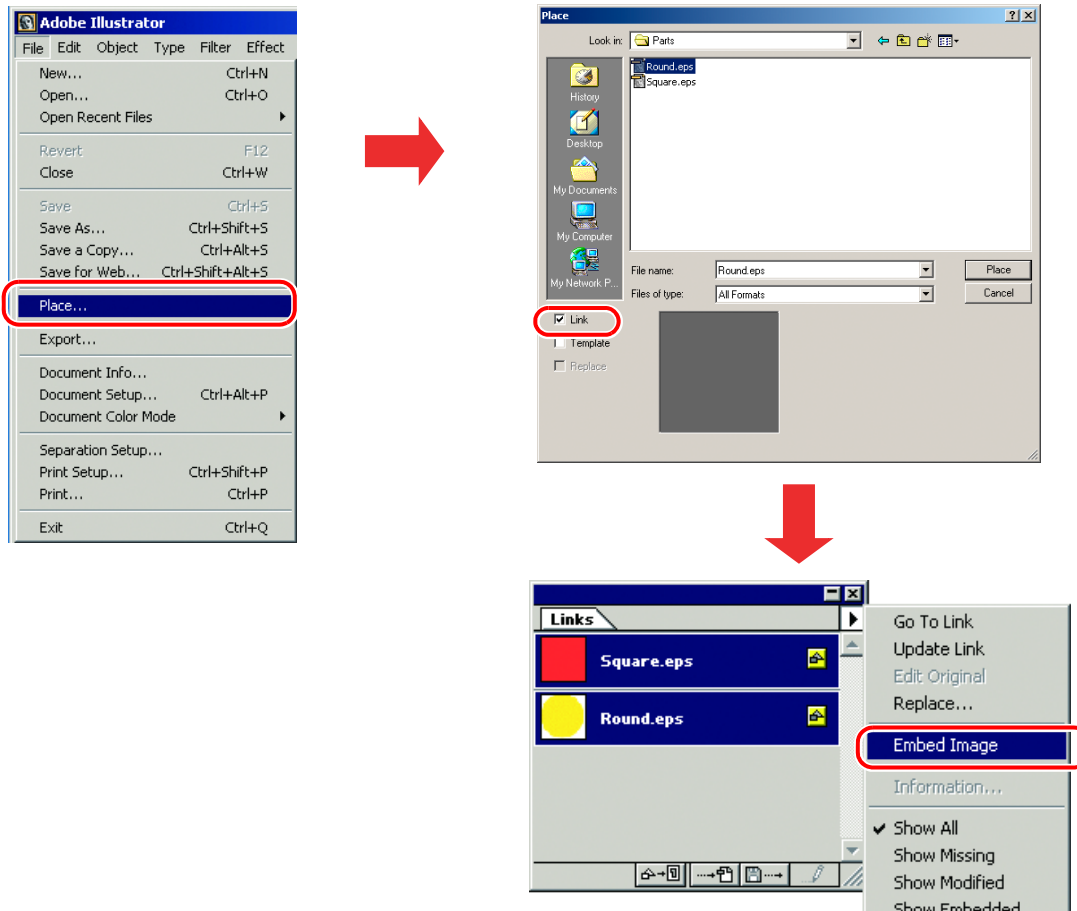 Adobe Illustrator
File Edit Object Type Filter Effect
New... Ctrl+N
Open... Ctrl+O
Open Recent Files
Revert F12
Close Ctrl+W
Save Ctrl+S
Save As... Ctrl+Shift+S
Save a Copy... Ctrl+Alt+S
Save for Web... Ctrl+Shift+Alt+S
Place...
Export...
Document Info...
Document Setup... Ctrl+Alt+P
Document Color Mode
Separation Setup...
Print Setup... Ctrl+Shift+P
Print... Ctrl+P
Exit Ctrl+Q
Place
Look in: Parts
Round.eps
Square.eps
History
Desktop
My Documents
My Computer
My Network P...
File name: Round.eps Place
Files of type: All Formats Cancel
Link
Template
Replace
Links
Square.eps
Round.eps
Go To Link
Update Link
Edit Original
Replace...
Embed Image
Information...
Show All
Show Missing
Show Modified
Show Embedded